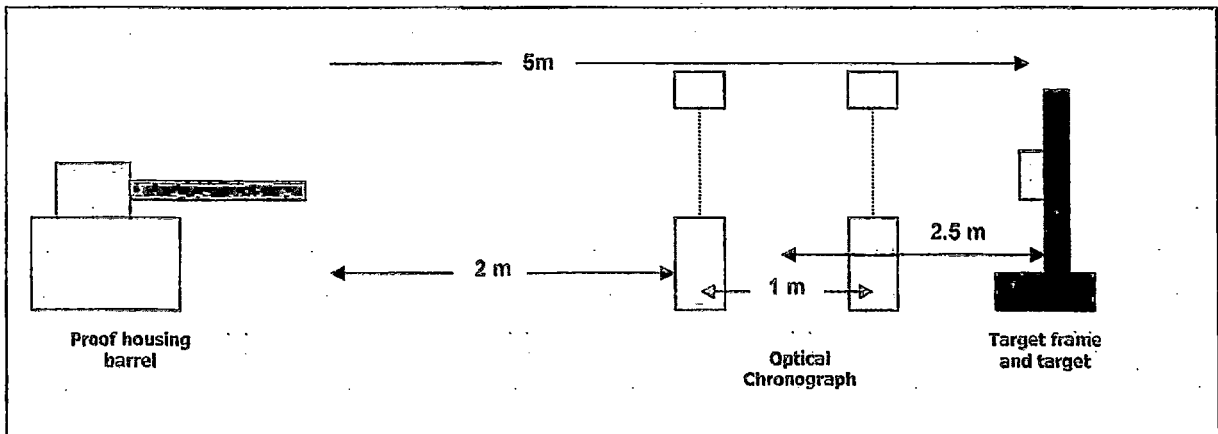 5m
2.5 m
2 m
1 m
Proof housing
barrel
Optical
Chronograph
Target frame
and target